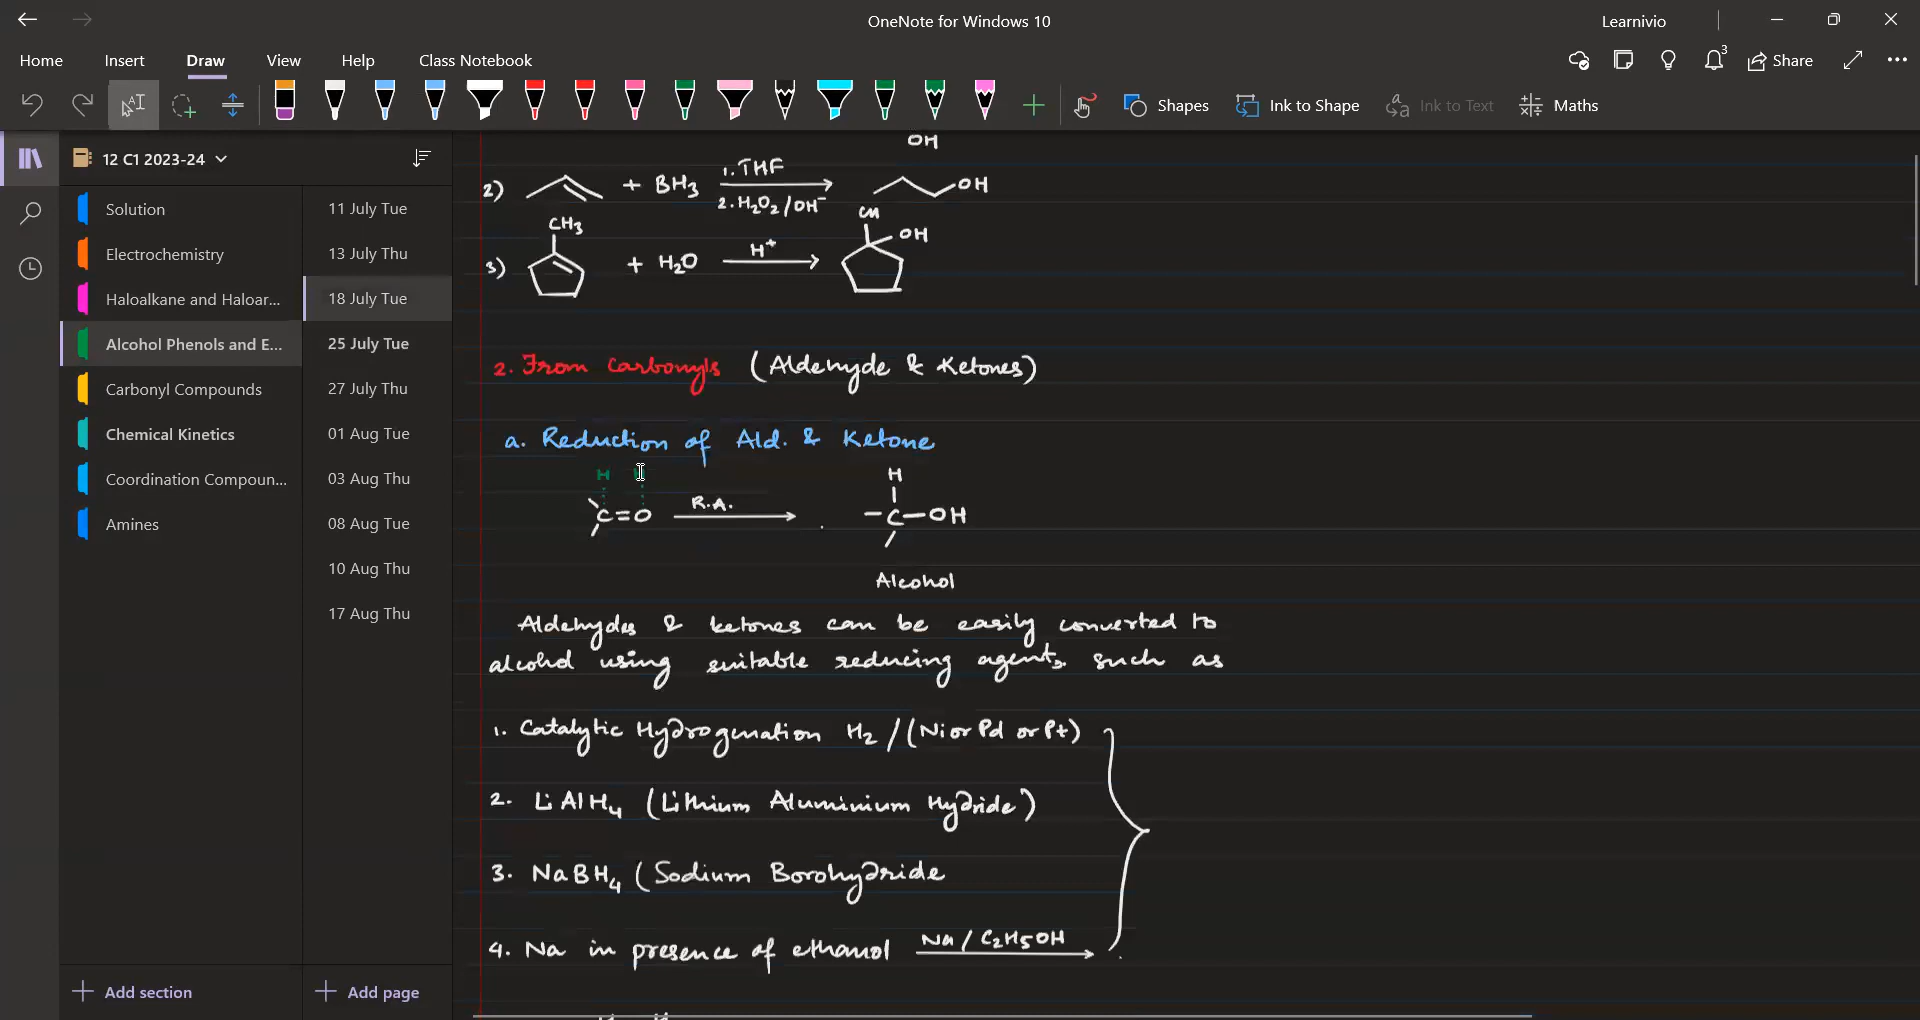 OneNote for Windows 10
Learnivio
Home
Insert
Draw
View
Help
Class Notebook
3
Share
Shapes
Ink to Shape
Ink to Text
Maths
12 C1 2023-24
Solution
Electrochemistry
Haloalkane and Haloar...
Alcohol Phenols and E...
Carbonyl Compounds
Chemical Kinetics
Coordination Compoun...
Amines
Add section
11 July Tue
13 July Thu
18 July Tue
25 July Tue
27 July Thu
01 Aug Tue
03 Aug Thu
08 Aug Tue
10 Aug Thu
17 Aug Thu
Add page
OH
2) + BH3 1. THF 2. H2O2/OH⁻ OH
3) CH3 + H2O H⁺ OH
2. From Carbonyls (Aldehyde & Ketones)
a. Reduction of Ald. & Ketone
H H
C=O R.A. –C–OH
Alcohol
Aldehydes & ketones can be easily converted to
alcohol using suitable reducing agents such as
1. Catalytic Hydrogenation H2 / (Ni or Pd or Pt)
2. LiAlH4 (Lithium Aluminium Hydride)
3. NaBH4 (Sodium Borohydride
4. Na in presence of ethanol Na / C2H5OH